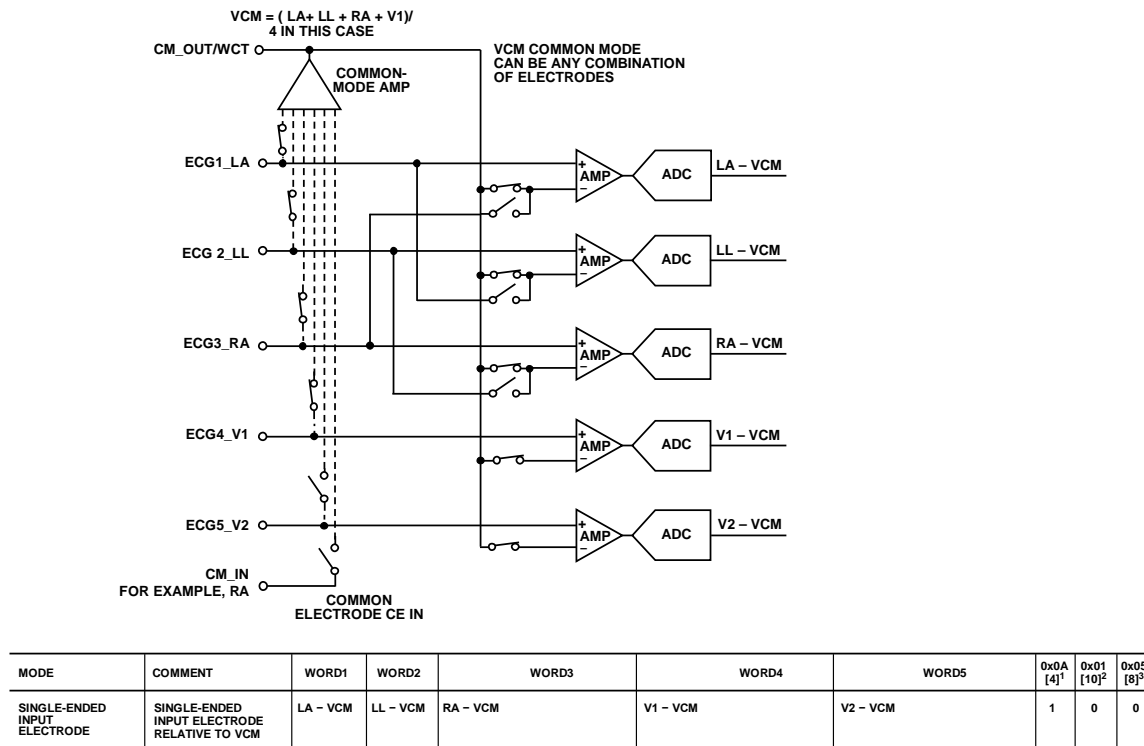 VCM = ( LA+ LL + RA + V1)/
4 IN THIS CASE
CM_OUT/WCT
COMMON-
MODE AMP
VCM COMMON MODE
CAN BE ANY COMBINATION
OF ELECTRODES
ECG1_LA
+
AMP
–
ADC
LA – VCM
ECG 2_LL
+
AMP
–
ADC
LL – VCM
ECG3_RA
+
AMP
–
ADC
RA – VCM
ECG4_V1
+
AMP
–
ADC
V1 – VCM
ECG5_V2
+
AMP
–
ADC
V2 – VCM
CM_IN
FOR EXAMPLE, RA
COMMON
ELECTRODE CE IN
MODE COMMENT WORD1 WORD2 WORD3 WORD4 WORD5 0x0A [4]1 0x01 [10]2 0x05 [8]3
SINGLE-ENDED
INPUT
ELECTRODE
SINGLE-ENDED
INPUT ELECTRODE
RELATIVE TO VCM
LA – VCM LL – VCM RA – VCM V1 – VCM V2 – VCM 1 0 0